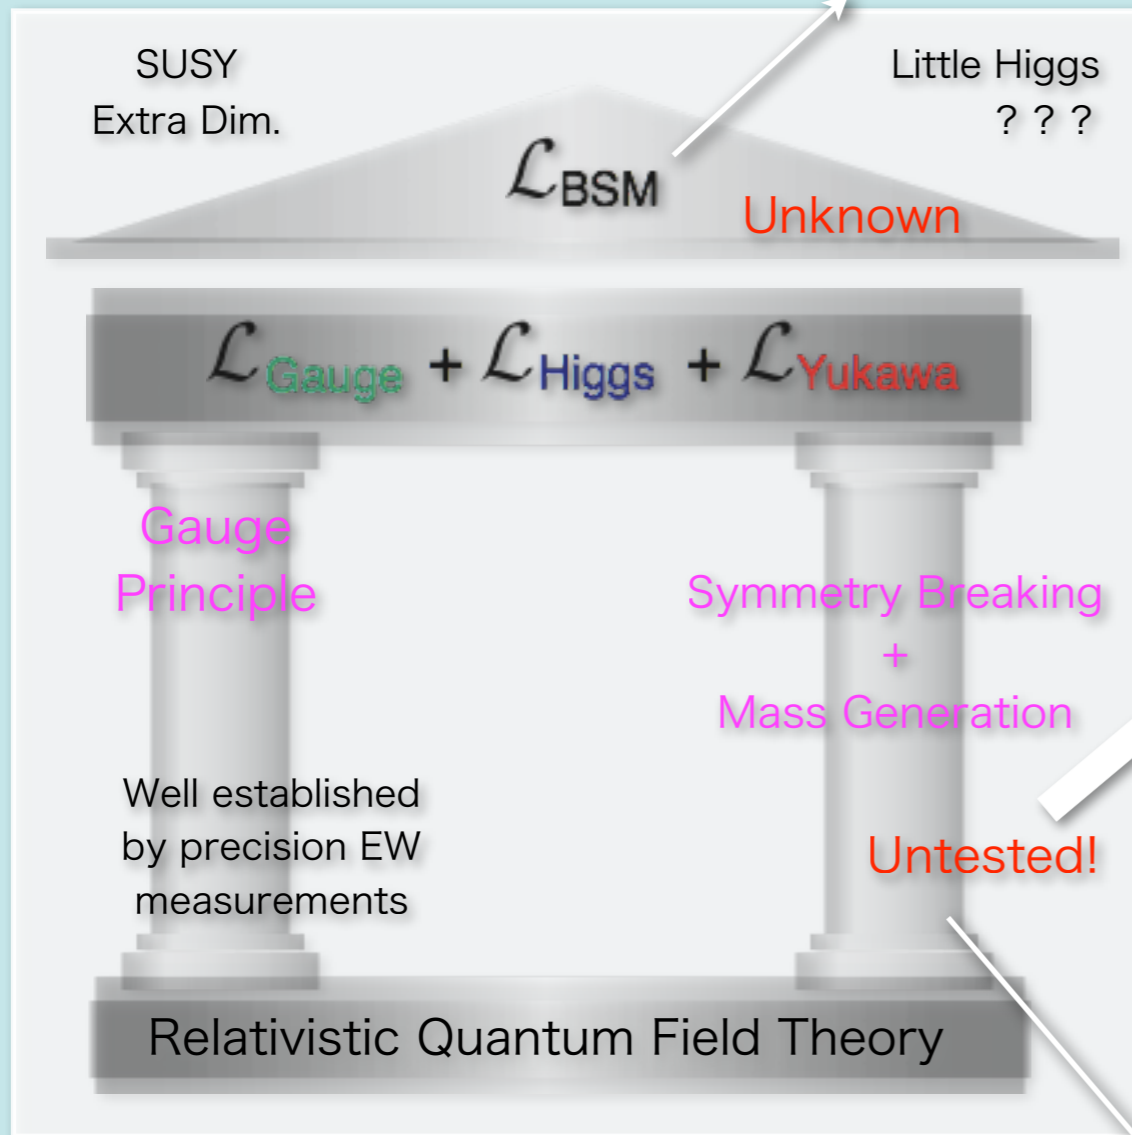 SUSY
Extra Dim.
Little Higgs
? ? ?
ℒBSM
Unknown
ℒGauge + ℒHiggs + ℒYukawa
Gauge
Principle
Symmetry Breaking
+
Mass Generation
Well established
by precision EW
measurements
Untested!
Relativistic Quantum Field Theory